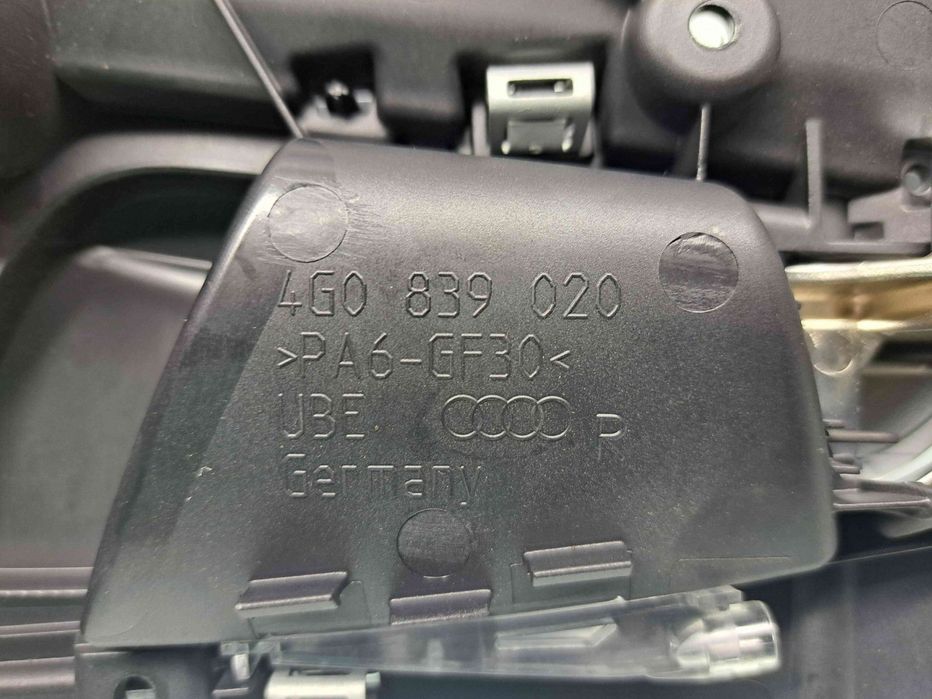 4G0 839 020
>PA6-GF30<
UBE R
Germany